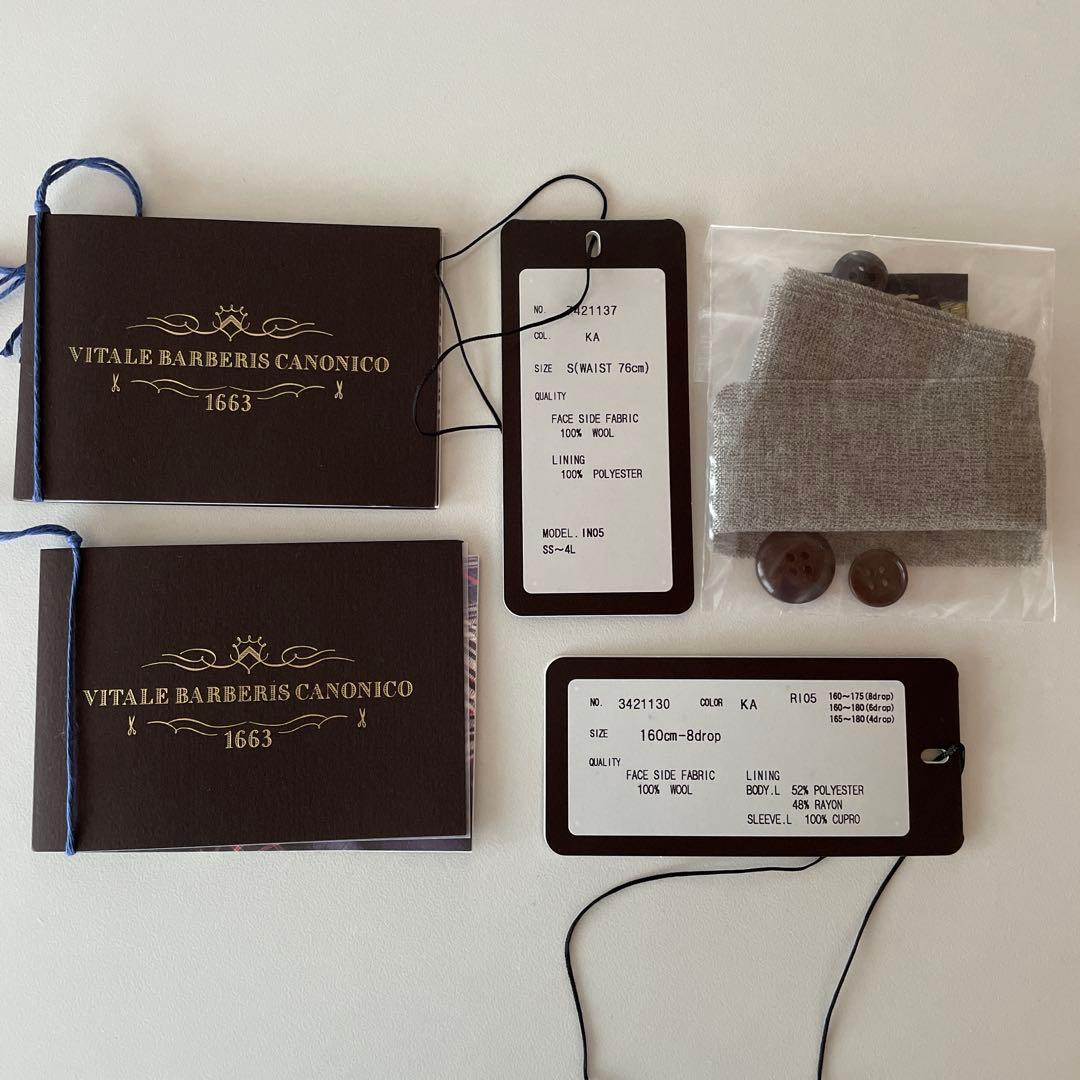 VITALE BARBERIS CANONICO
1663
VITALE BARBERIS CANONICO
1663
NO. 3421137
COL. KA
SIZE S(WAIST 76cm)
QUALITY
FACE SIDE FABRIC
100% WOOL
LINING
100% POLYESTER
MODEL. IN05
SS〜4L
NO. 3421130 COLOR KA RI05 160〜175(8drop)
160〜180(6drop)
165〜180(4drop)
SIZE 160cm-8drop
QUALITY
FACE SIDE FABRIC LINING
100% WOOL BODY.L 52% POLYESTER
48% RAYON
SLEEVE.L 100% CUPRO